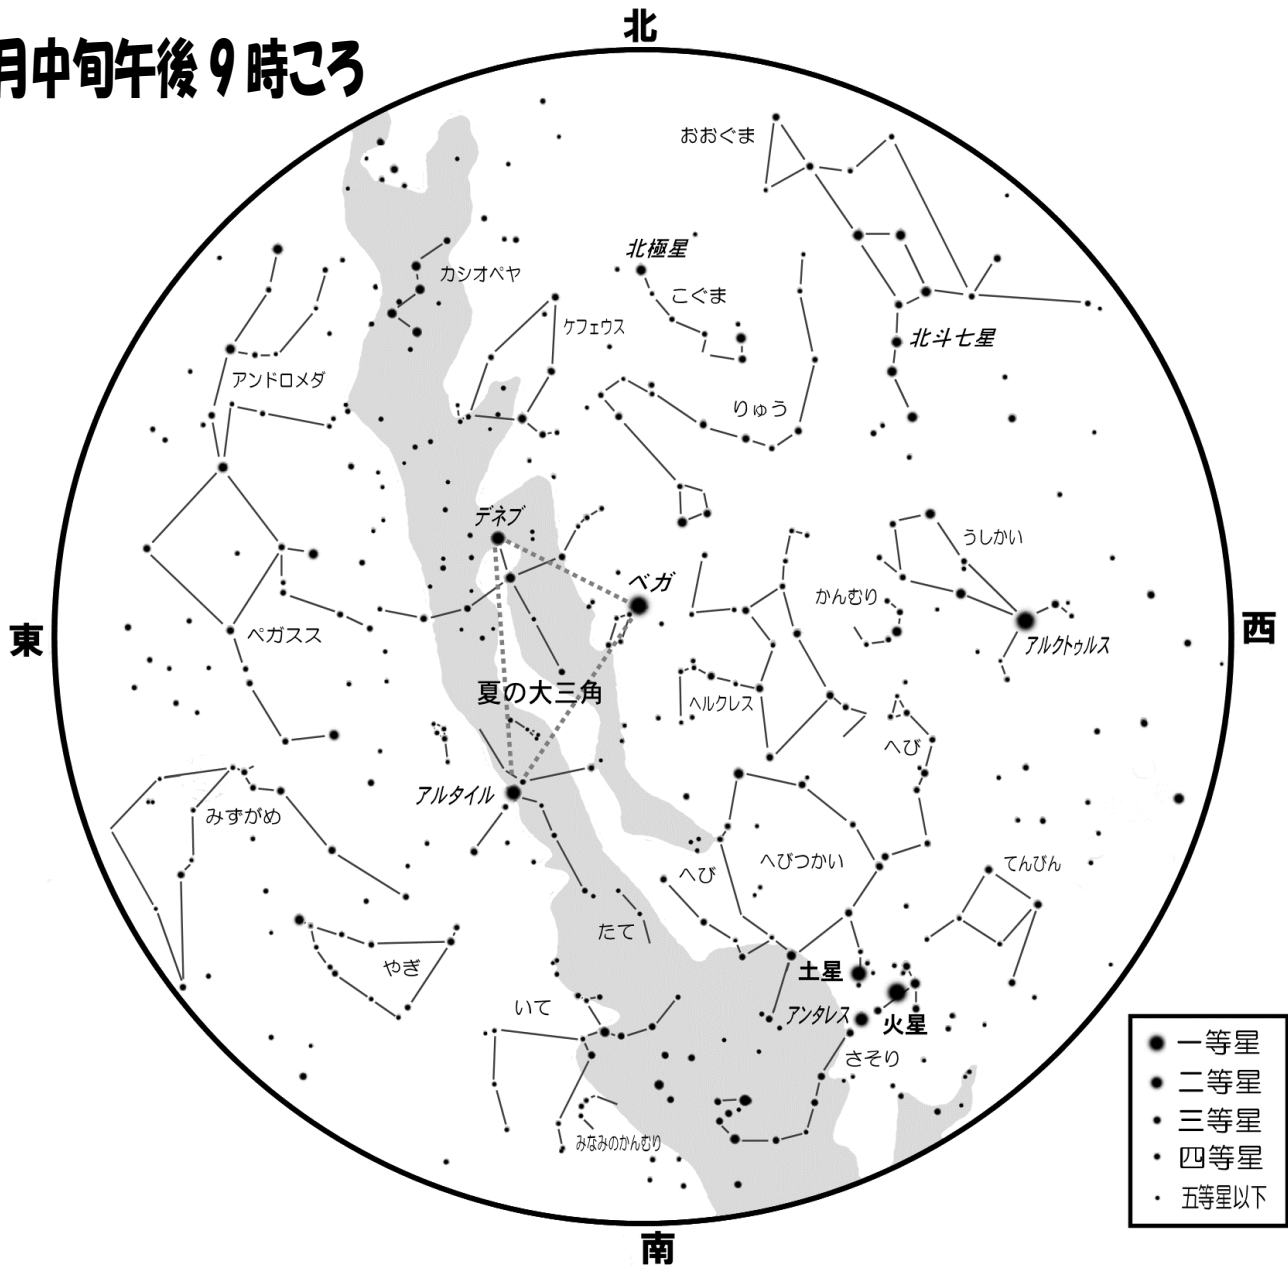 北
月中旬午後9時ころ
おおぐま
北極星
カシオペヤ
こぐま
ケフェウス
北斗七星
アンドロメダ
りゅう
デネブ
うしかい
ベガ
かんむり
東
ペガスス
西
アルクトゥルス
夏の大三角
ヘルクレス
へび
アルタイル
みずがめ
へび
へびつかい
てんびん
たて
やぎ
土星
いて
アンタレス
火星
さそり
みなみのかんむり
一等星
二等星
三等星
四等星
五等星以下
南